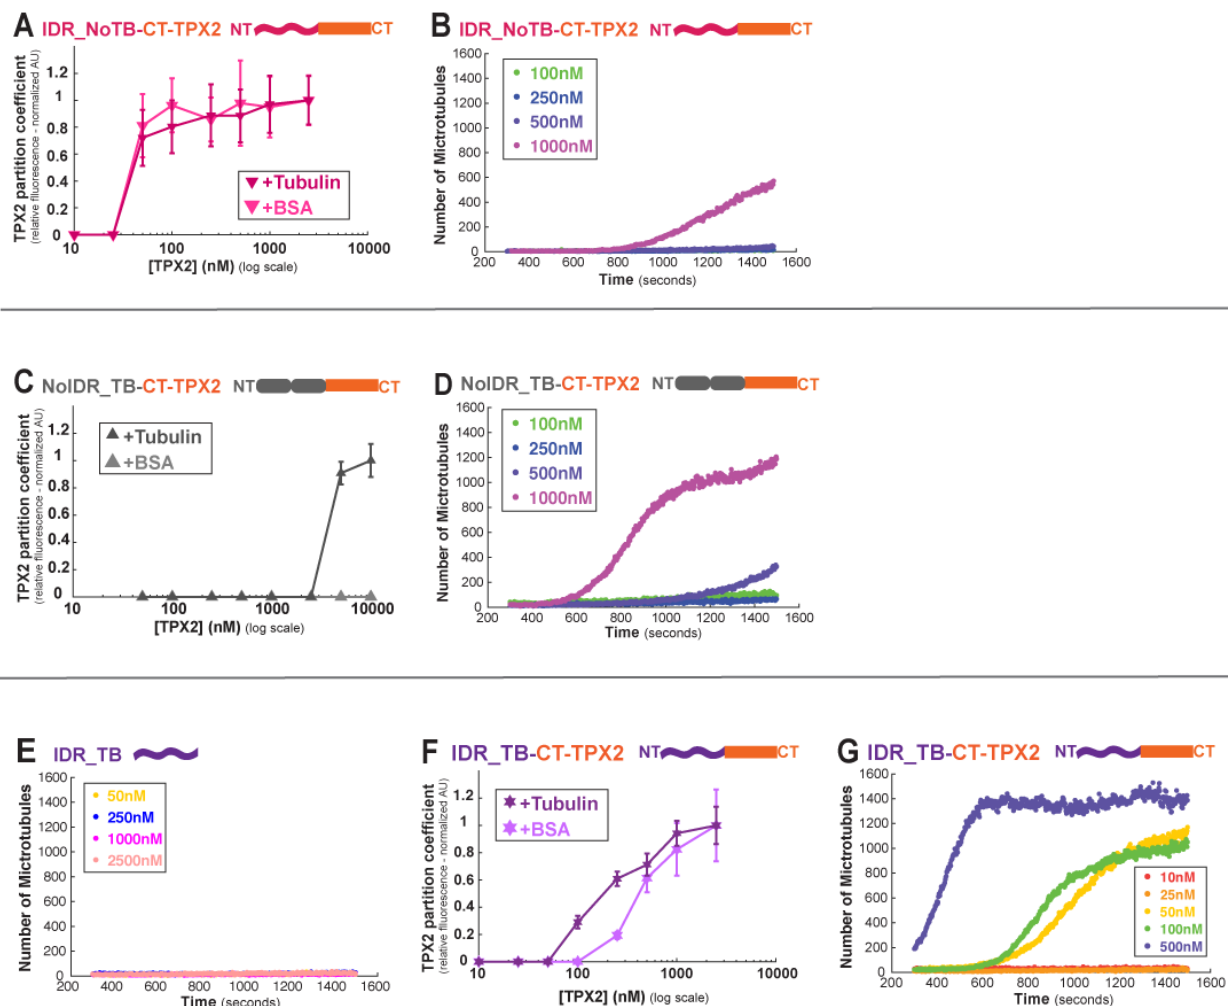 A IDR_NoTB-CT-TPX2 NT CT
TPX2 partition coefficient
(relative fluorescence - normalized AU)
1.2
1
0.8
0.6
0.4
0.2
0
+Tubulin
+BSA
10 100 1000 10000
[TPX2] (nM) (log scale)
B IDR_NoTB-CT-TPX2 NT CT
Number of Mictrotubules
1600
1400
1200
1000
800
600
400
200
0
100nM
250nM
500nM
1000nM
200 400 600 800 1000 1200 1400 1600
Time (seconds)
C NoIDR_TB-CT-TPX2 NT CT
TPX2 partition coefficient
(relative fluorescence - normalized AU)
1.2
1
0.8
0.6
0.4
0.2
0
+Tubulin
+BSA
10 100 1000 10000
[TPX2] (nM) (log scale)
D NoIDR_TB-CT-TPX2 NT CT
Number of Mictrotubules
1600
1400
1200
1000
800
600
400
200
0
100nM
250nM
500nM
1000nM
200 400 600 800 1000 1200 1400 1600
Time (seconds)
E IDR_TB
Number of Mictrotubules
1600
1400
1200
1000
800
600
400
200
0
50nM
250nM
1000nM
2500nM
200 400 600 800 1000 1200 1400 1600
Time (seconds)
F IDR_TB-CT-TPX2 NT CT
TPX2 partition coefficient
(relative fluorescence - normalized AU)
1.2
1
0.8
0.6
0.4
0.2
0
+Tubulin
+BSA
10 100 1000 10000
[TPX2] (nM) (log scale)
G IDR_TB-CT-TPX2 NT CT
Number of Mictrotubules
1600
1400
1200
1000
800
600
400
200
0
10nM
25nM
50nM
100nM
500nM
200 400 600 800 1000 1200 1400 1600
Time (seconds)